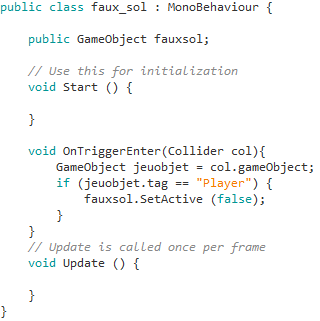 public class faux_sol : MonoBehaviour {
public GameObject fauxsol;
// Use this for initialization
void Start () {
}
void OnTriggerEnter(Collider col){
GameObject jeuobjet = col.gameObject;
if (jeuobjet.tag == "Player") {
fauxsol.SetActive (false);
}
}
// Update is called once per frame
void Update () {
}
}